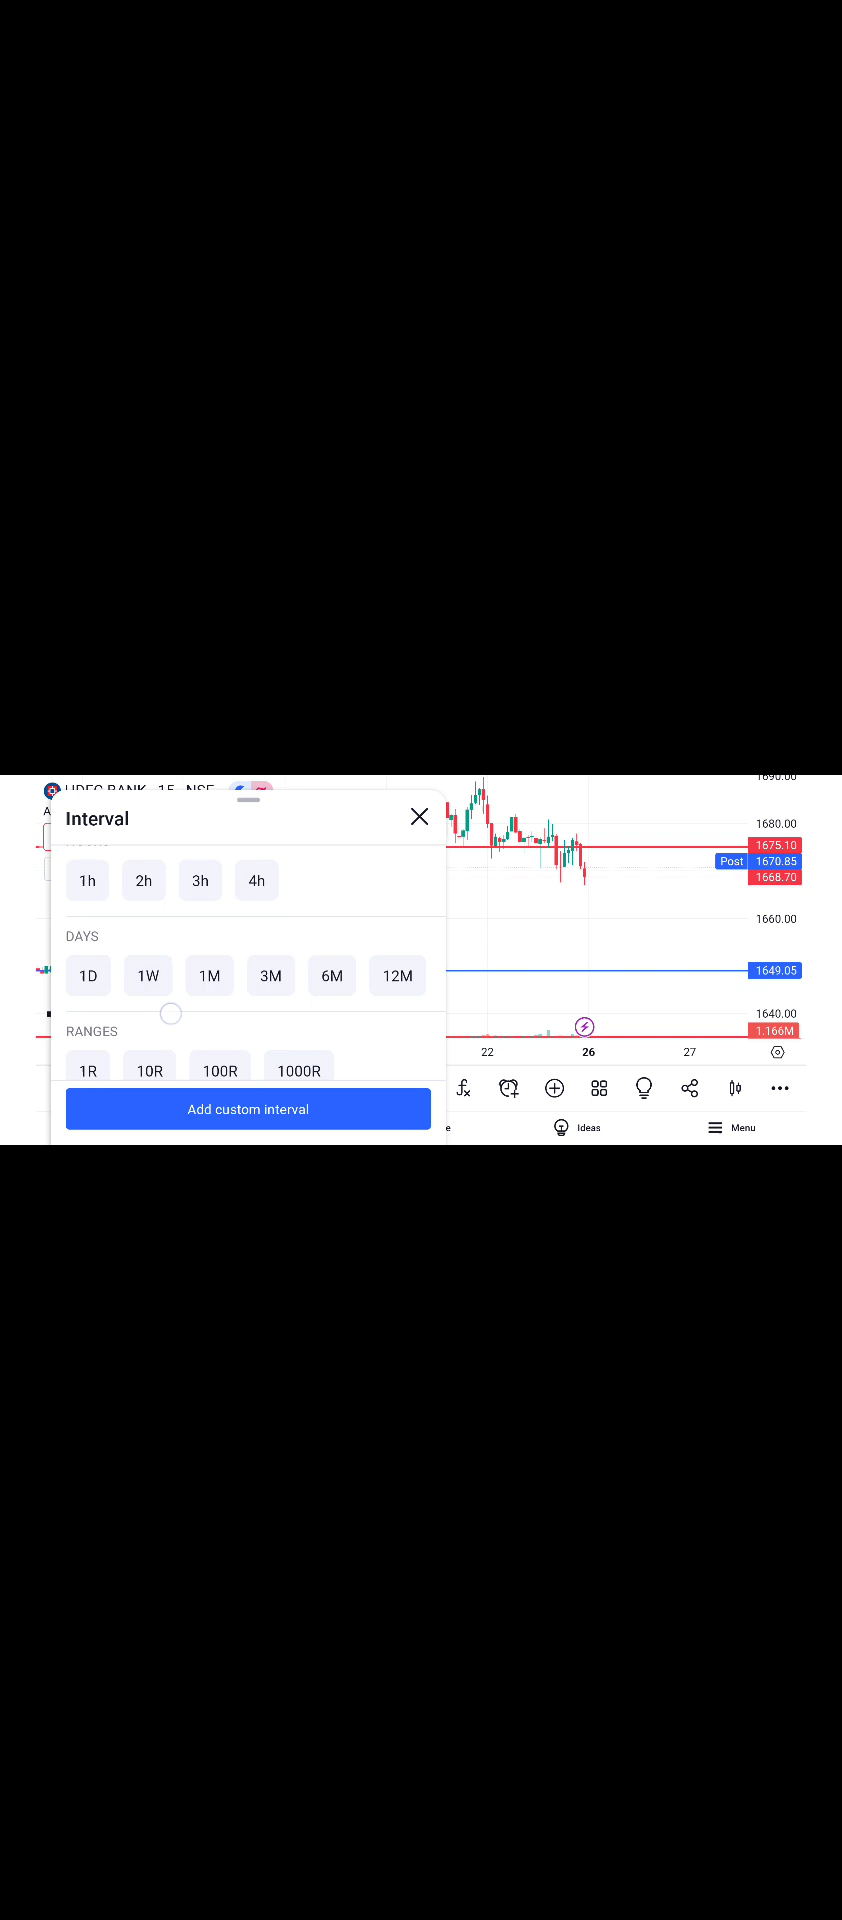 HDFC BANK · 15 · NSE
1690.00
A
Interval
1680.00
1675.10
Post 1670.85
1668.70
1h 2h 3h 4h
1660.00
DAYS
1D 1W 1M 3M 6M 12M
1649.05
1640.00
RANGES
1.166M
22 26 27
1R 10R 100R 1000R
Add custom interval
e Ideas Menu